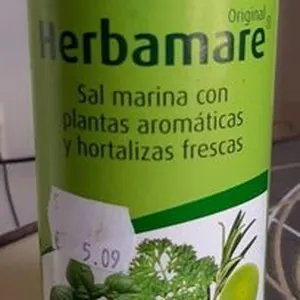 Original
Herbamare®
Sal marina con
plantas aromáticas
y hortalizas frescas
5.09